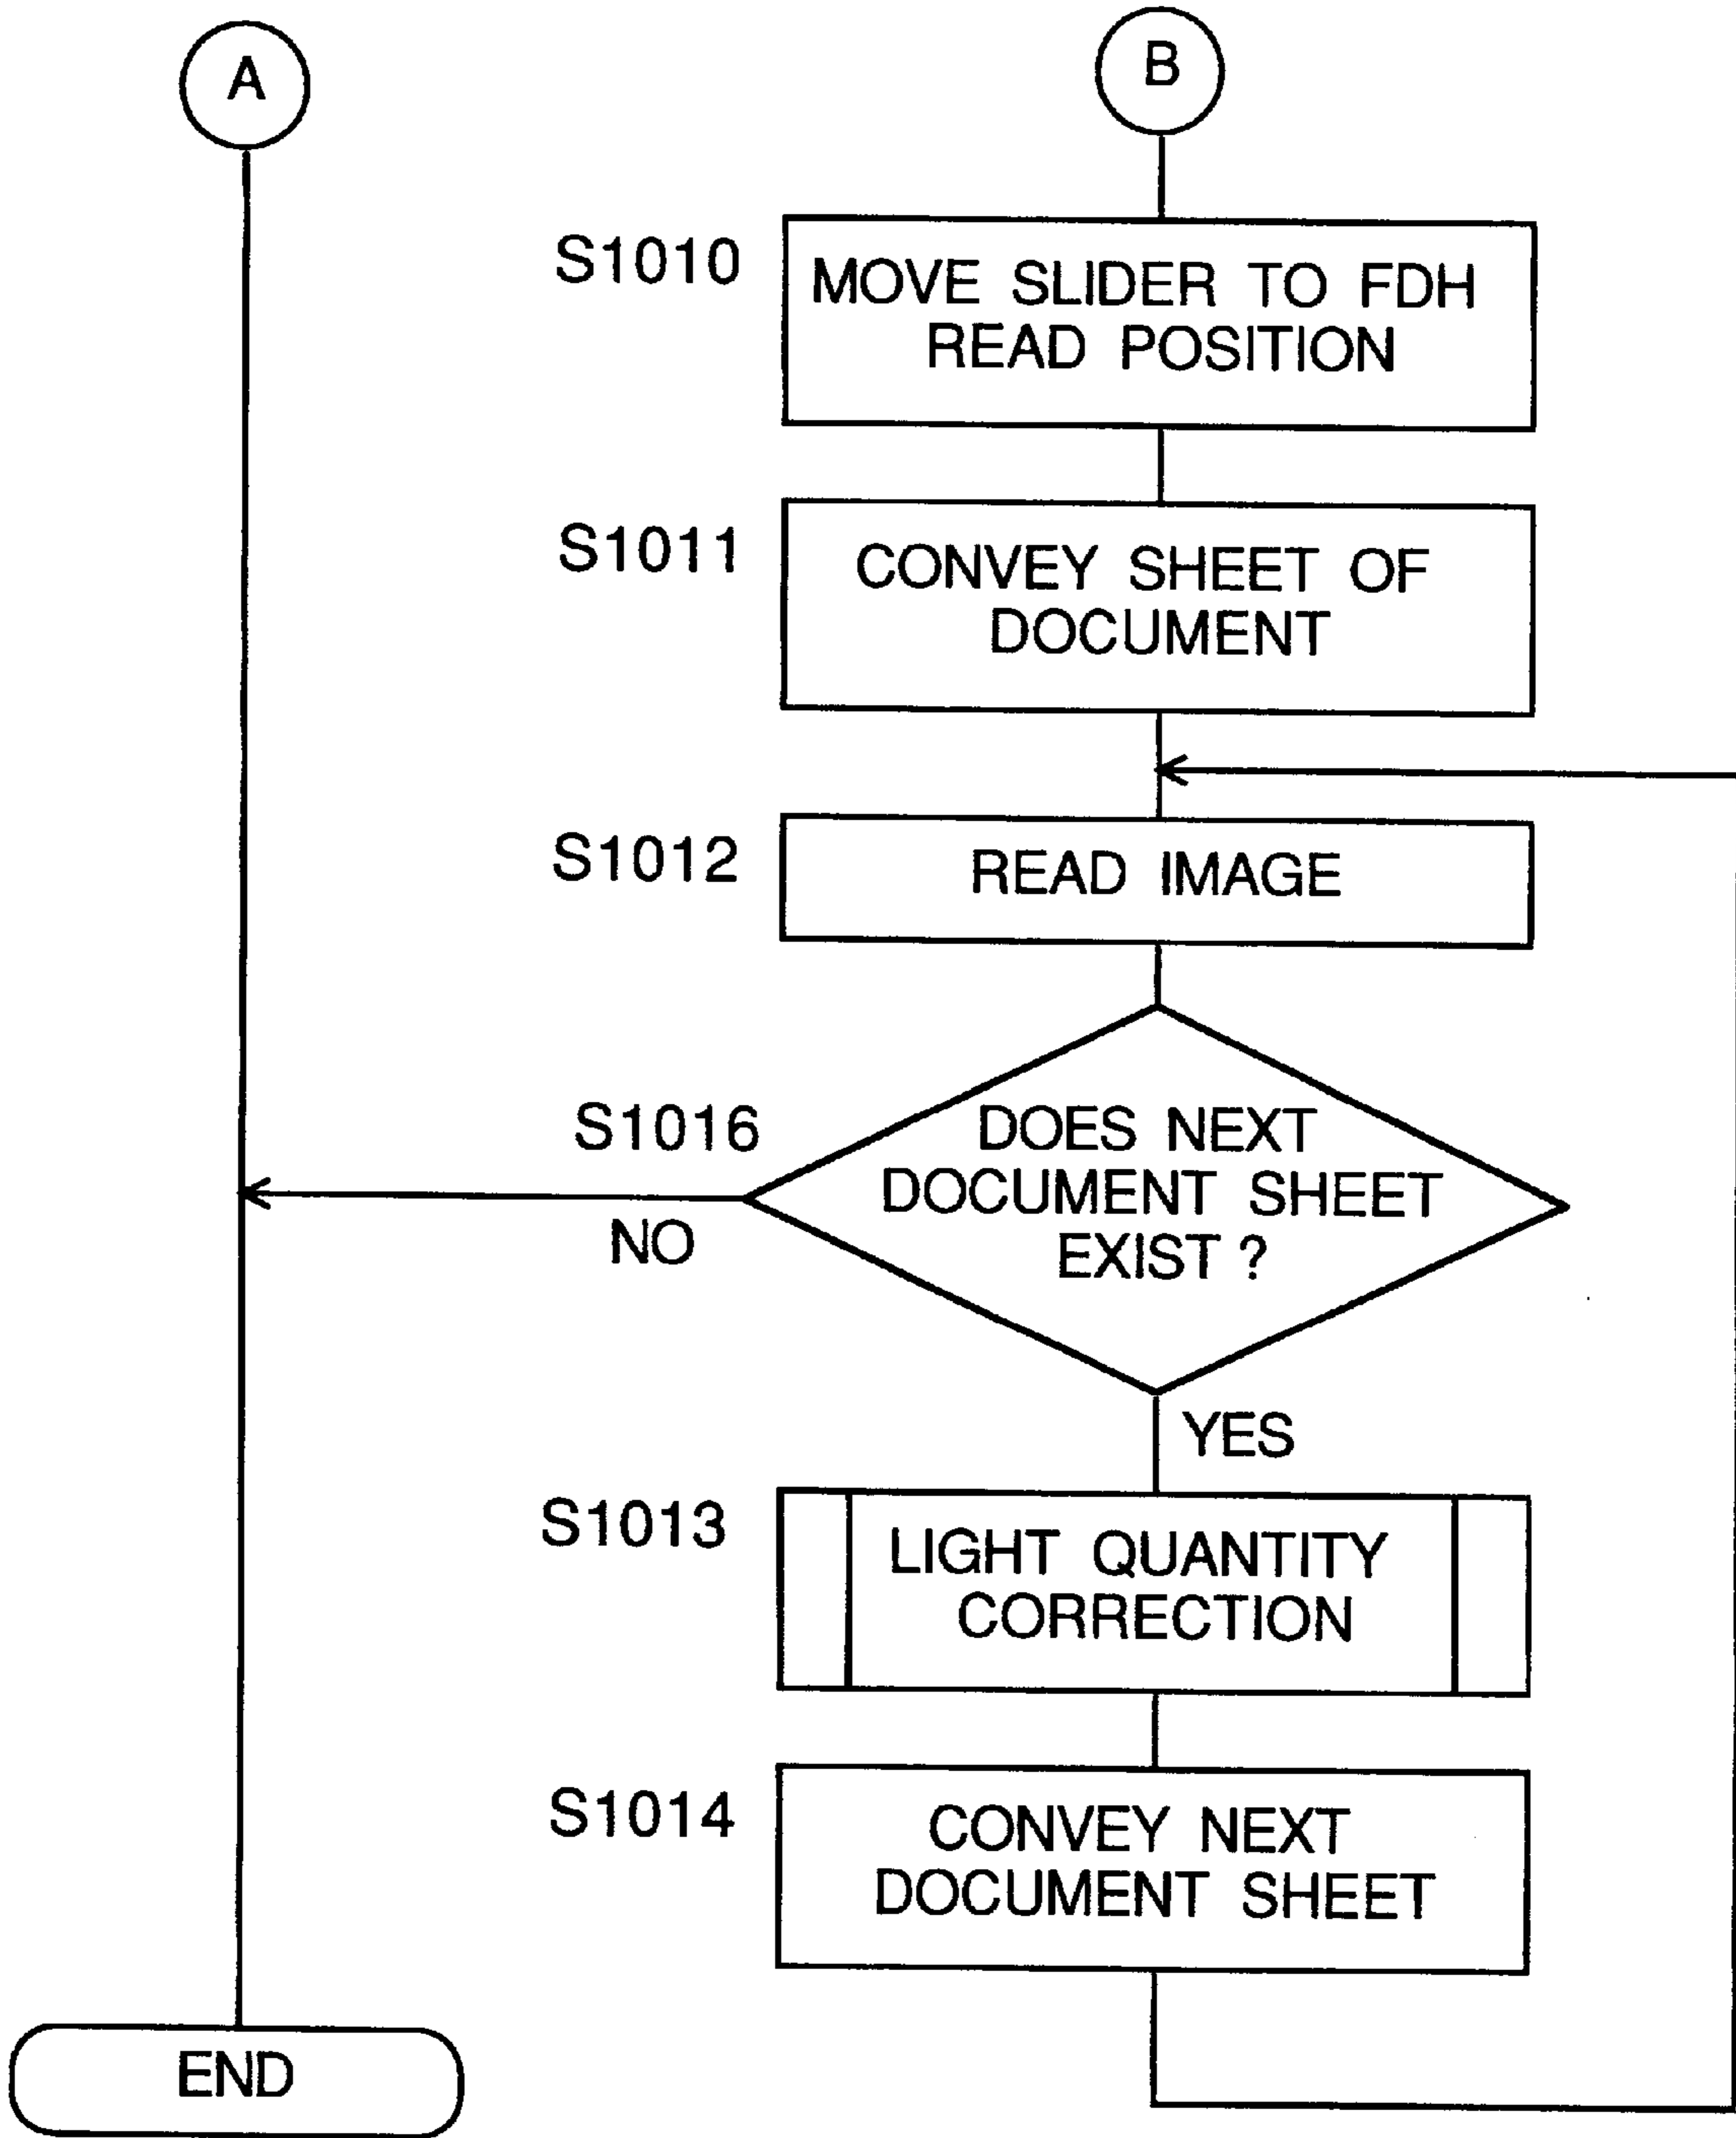 A
B
S1010
MOVE SLIDER TO FDH
READ POSITION
S1011
CONVEY SHEET OF
DOCUMENT
S1012
READ IMAGE
S1016
DOES NEXT
DOCUMENT SHEET
EXIST ?
NO
YES
S1013
LIGHT QUANTITY
CORRECTION
S1014
CONVEY NEXT
DOCUMENT SHEET
END